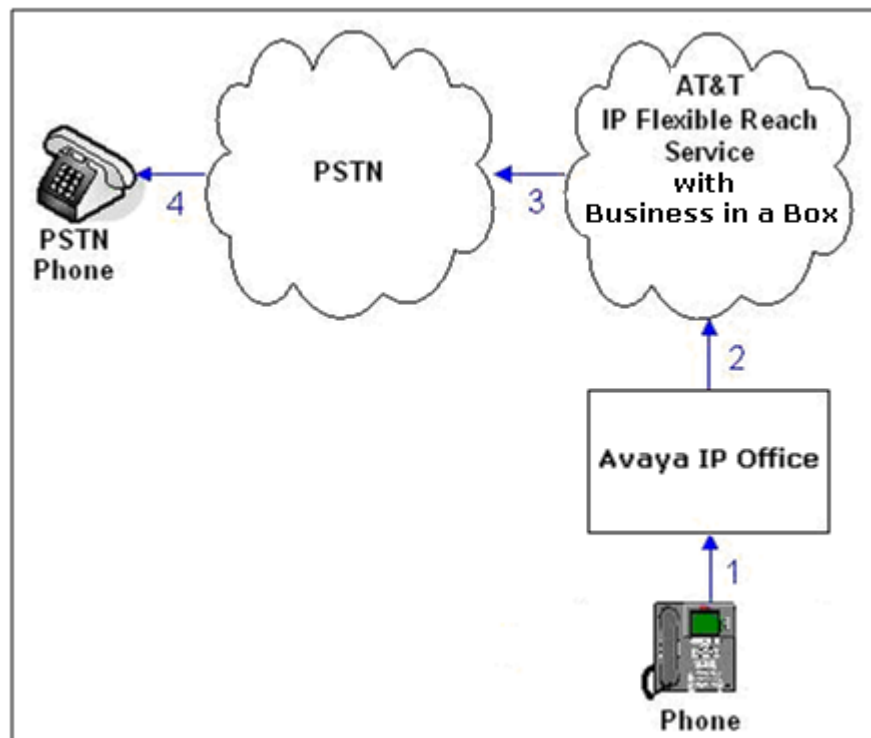 AT&T
IP Flexible Reach
Service
with
Business in a Box
PSTN
PSTN
Phone
4
3
2
Avaya IP Office
1
Phone